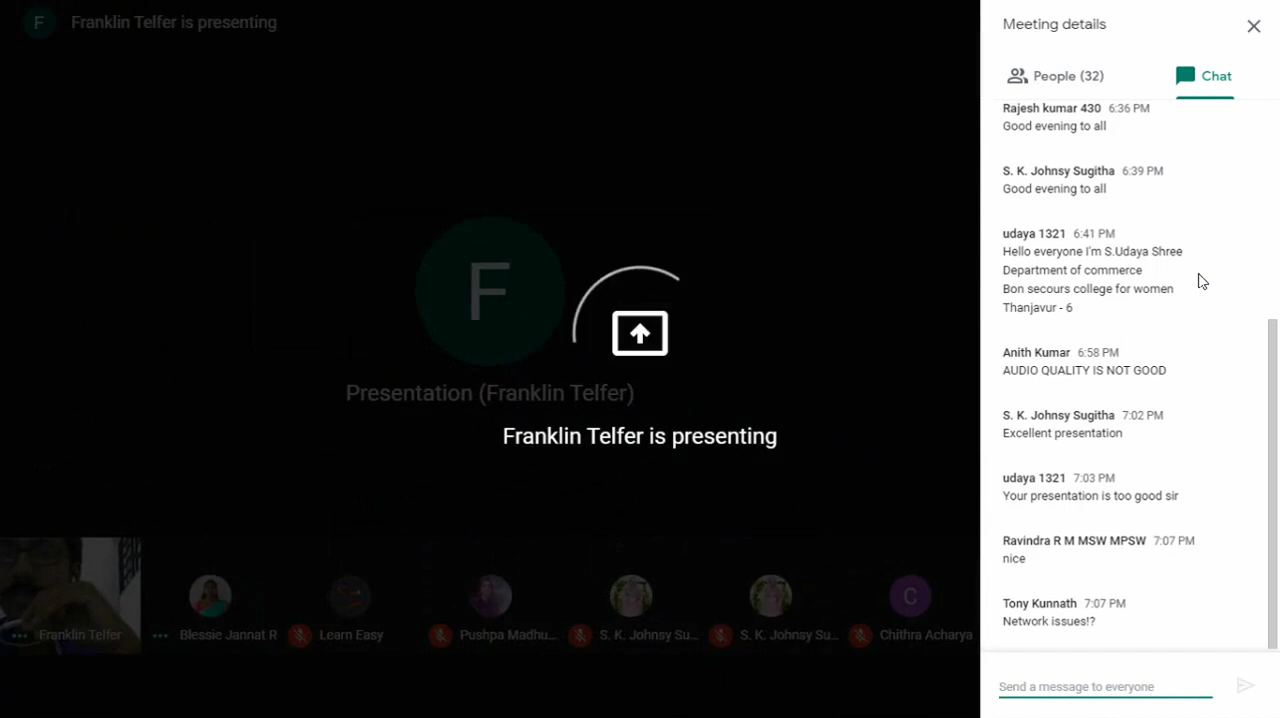 F
Franklin Telfer is presenting
F
Presentation (Franklin Telfer)
Franklin Telfer is presenting
Franklin Telfer
Blessie Jannat R
Learn Easy
Pushpa Madhu...
S. K. Johnsy Su...
S. K. Johnsy Su...
C
Chithra Acharya
Meeting details
People (32)
Chat
Rajesh kumar 430 6:36 PM
Good evening to all
S. K. Johnsy Sugitha 6:39 PM
Good evening to all
udaya 1321 6:41 PM
Hello everyone I'm S.Udaya Shree
Department of commerce
Bon secours college for women
Thanjavur - 6
Anith Kumar 6:58 PM
AUDIO QUALITY IS NOT GOOD
S. K. Johnsy Sugitha 7:02 PM
Excellent presentation
udaya 1321 7:03 PM
Your presentation is too good sir
Ravindra R M MSW MPSW 7:07 PM
nice
Tony Kunnath 7:07 PM
Network issues!?
Send a message to everyone